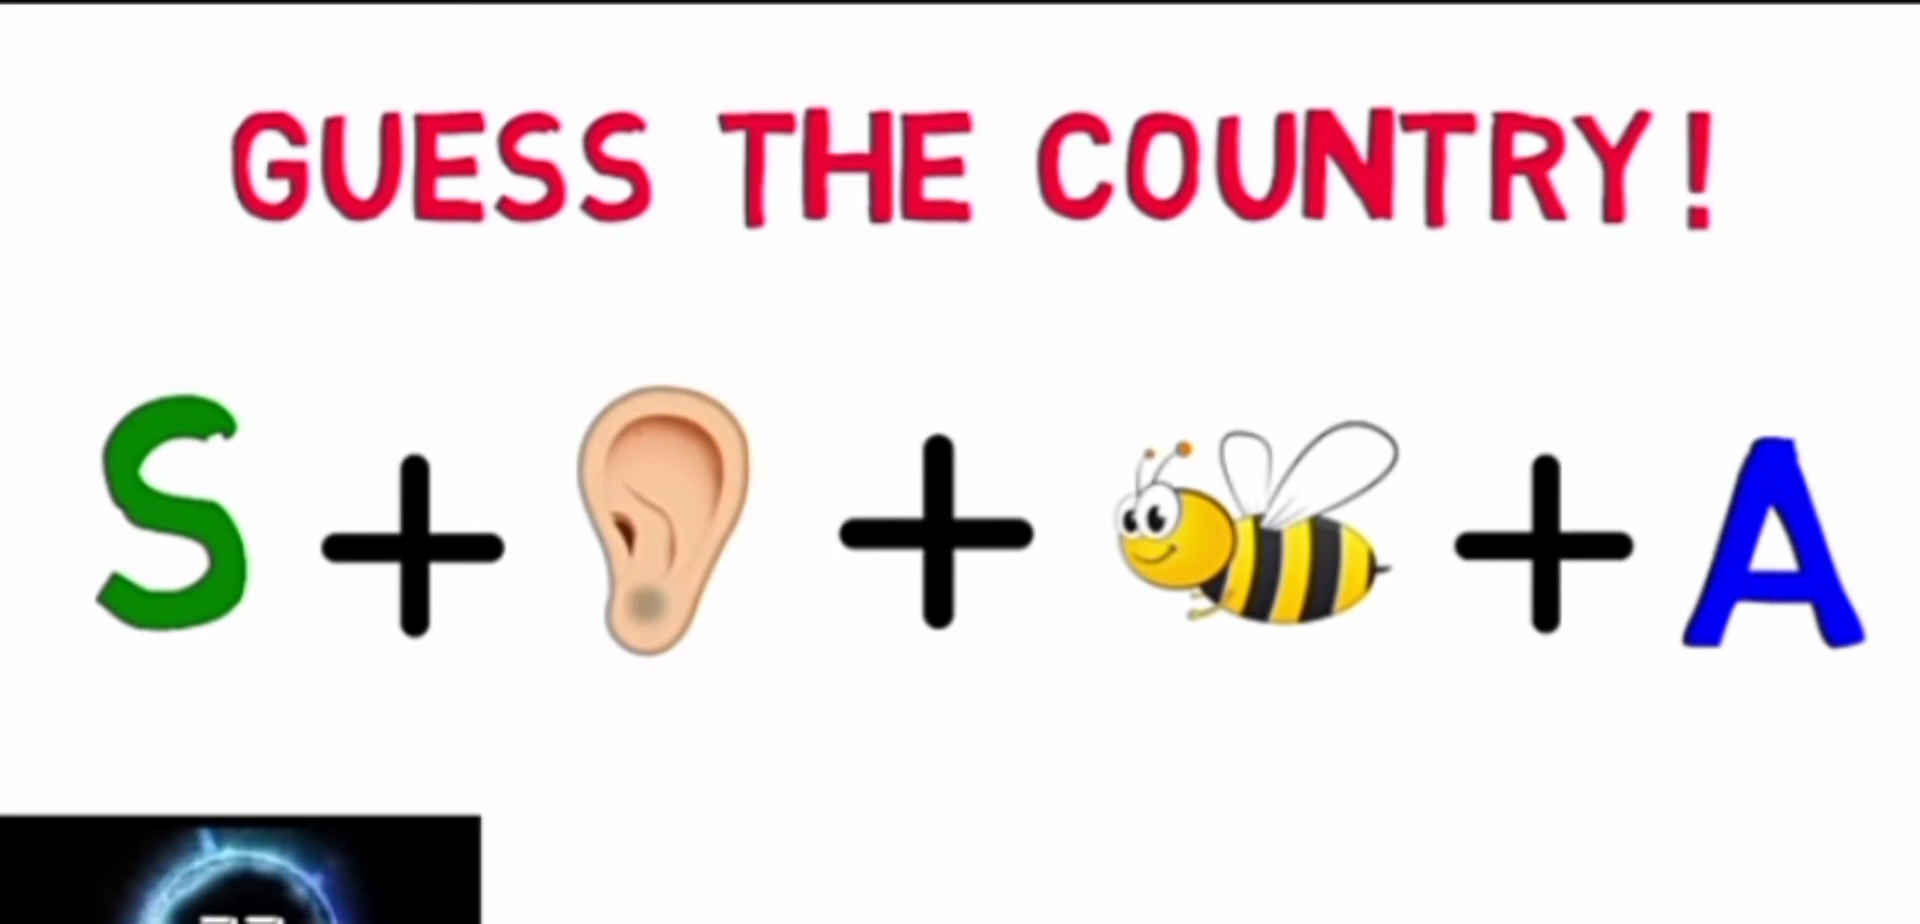 GUESS THE COUNTRY!
S + + + A